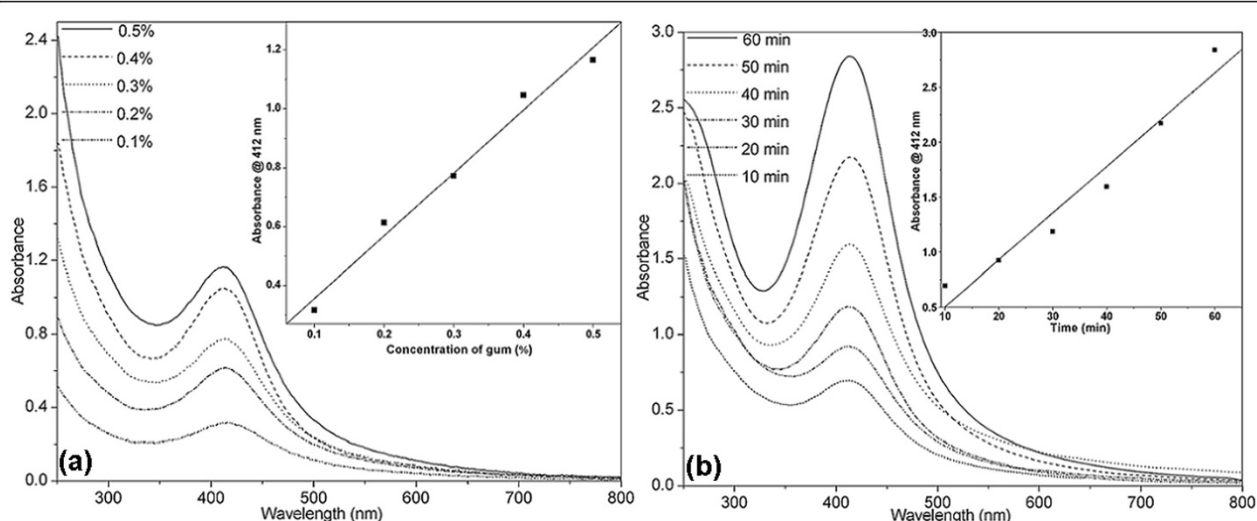 2.4
2.0
1.6
1.2
0.8
0.4
0.0
Absorbance
0.5%
0.4%
0.3%
0.2%
0.1%
1.2
1.0
0.8
0.6
0.4
Absorbance @ 412 nm
0.1 0.2 0.3 0.4 0.5
Concentration of gum (%)
(a)
300 400 500 600 700 800
Wavelength (nm)
3.0
2.5
2.0
1.5
1.0
0.5
0.0
Absorbance
60 min
50 min
40 min
30 min
20 min
10 min
3.0
2.5
2.0
1.5
1.0
0.5
Absorbance @ 412 nm
10 20 30 40 50 60
Time (min)
(b)
300 400 500 600 700 800
Wavelength (nm)